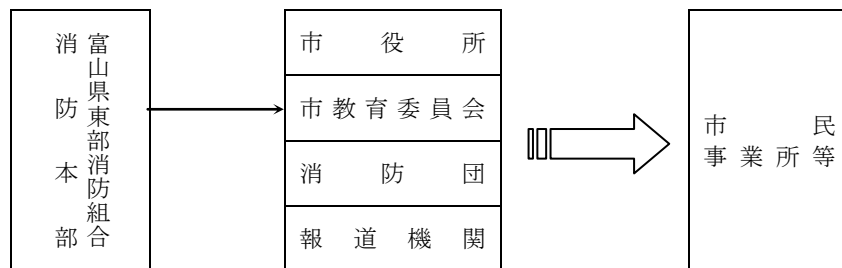 富山県東部消防組合
消防本部
市役所
市教育委員会
消防団
報道機関
市民
事業所等